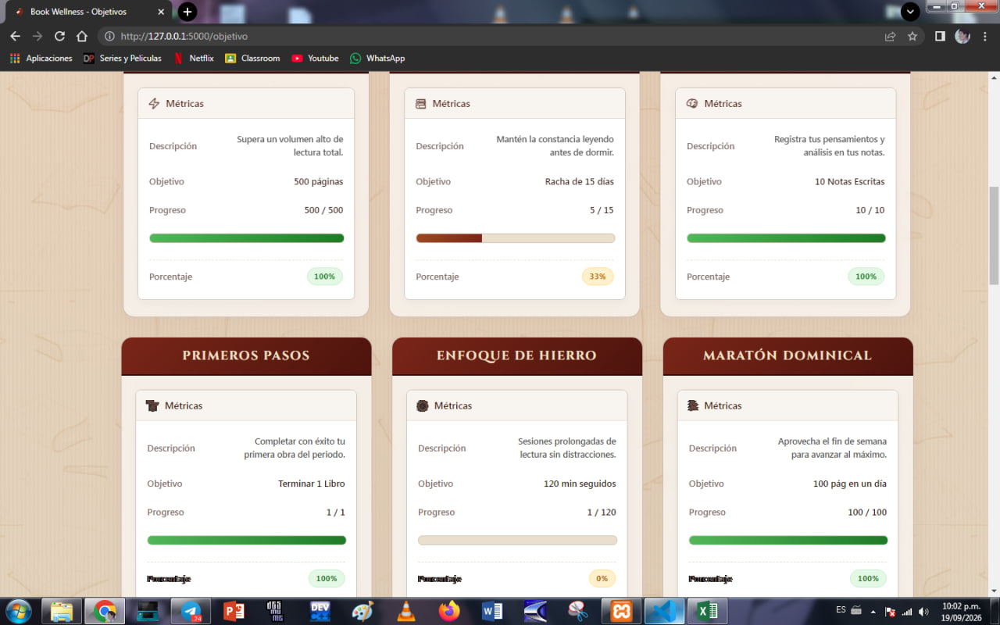 Book Wellness - Objetivos
http://127.0.0.1:5000/objetivo
Aplicaciones
DP
Series y Peliculas
Netflix
Classroom
Youtube
WhatsApp
Métricas
Descripción
Supera un volumen alto de
lectura total.
Objetivo
500 páginas
Progreso
500 / 500
Porcentaje
100%
Métricas
Descripción
Mantén la constancia leyendo
antes de dormir.
Objetivo
Racha de 15 días
Progreso
5 / 15
Porcentaje
33%
Métricas
Descripción
Registra tus pensamientos y
análisis en tus notas.
Objetivo
10 Notas Escritas
Progreso
10 / 10
Porcentaje
100%
PRIMEROS PASOS
Métricas
Descripción
Completar con éxito tu
primera obra del periodo.
Objetivo
Terminar 1 Libro
Progreso
1 / 1
Porcentaje
100%
ENFOQUE DE HIERRO
Métricas
Descripción
Sesiones prolongadas de
lectura sin distracciones.
Objetivo
120 min seguidos
Progreso
1 / 120
Porcentaje
0%
MARATÓN DOMINICAL
Métricas
Descripción
Aprovecha el fin de semana
para avanzar al máximo.
Objetivo
100 pág en un día
Progreso
100 / 100
Porcentaje
100%
74
DEV
ES
10:02 p.m.
19/09/2026